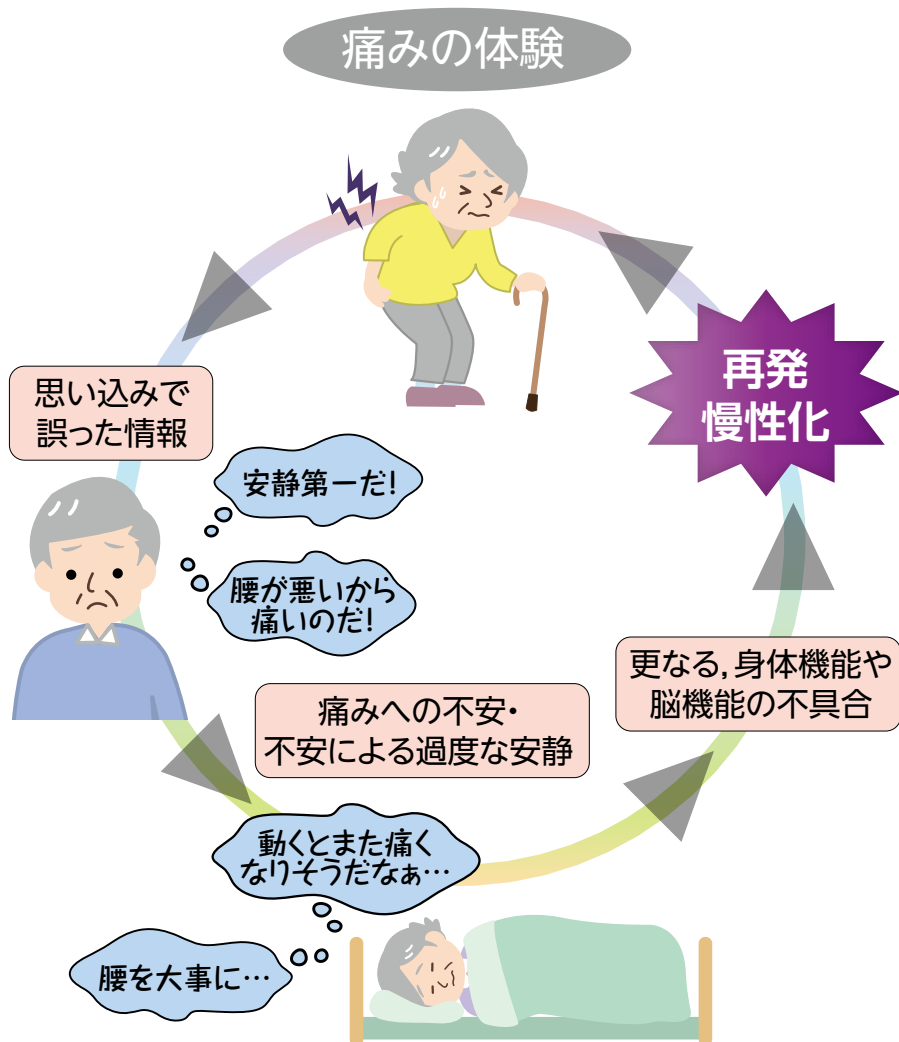 痛みの体験
再発
慢性化
思い込みで
誤った情報
安静第一だ!
腰が悪いから
痛いのだ!
更なる,身体機能や
脳機能の不具合
痛みへの不安・
不安による過度な安静
動くとまた痛く
なりそうだなぁ…
腰を大事に…